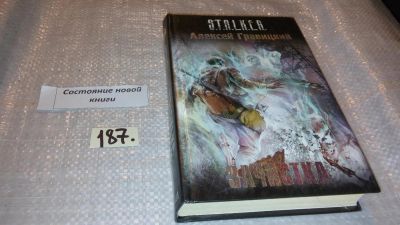 S.T.A.L.K.E.R.
Алексей Гравицкий
Состояние новой
книги
187.